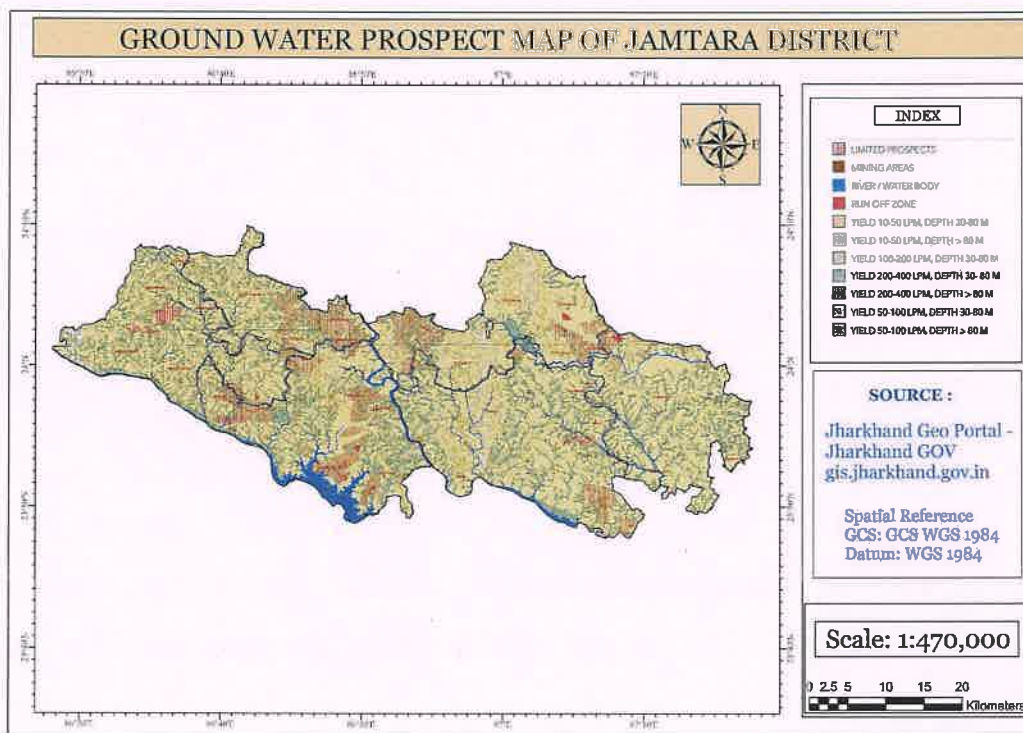 GROUND WATER PROSPECT MAP OF JAMTARA DISTRICT
N
W E
S
INDEX
LIMITED PROSPECTS
MINING AREAS
RIVER / WATER BODY
RUN OFF ZONE
YIELD 10-50 LPM, DEPTH 30-80 M
YIELD 10-50 LPM, DEPTH > 80 M
YIELD 100-200 LPM, DEPTH 30-80 M
YIELD 200-400 LPM, DEPTH 30- 80 M
YIELD 200-400 LPM, DEPTH > 80 M
YIELD 50-100 LPM, DEPTH 30-80 M
YIELD 50-100 LPM, DEPTH > 80 M
SOURCE :
Jharkhand Geo Portal -
Jharkhand GOV
gis.jharkhand.gov.in
Spatial Reference
GCS: GCS WGS 1984
Datum: WGS 1984
Scale: 1:470,000
0 2.5 5 10 15 20
Kilometers